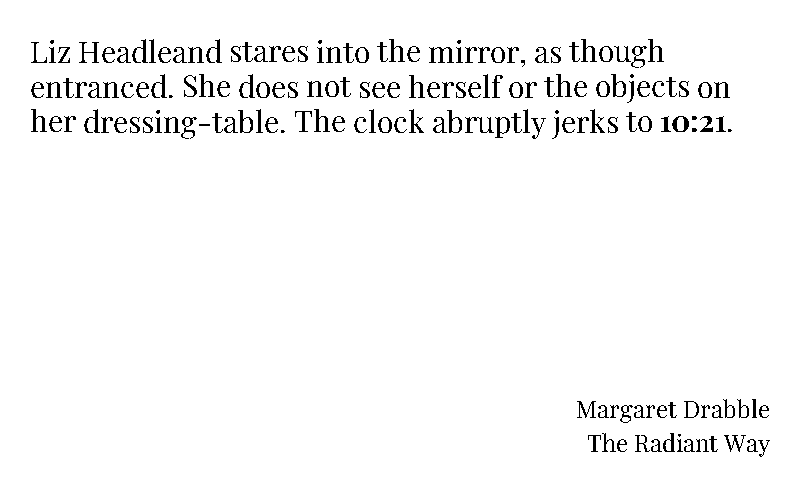 Liz Headleand stares into the mirror, as though
entranced. She does not see herself or the objects on
her dressing-table. The clock abruptly jerks to 10:21.
Margaret Drabble
The Radiant Way